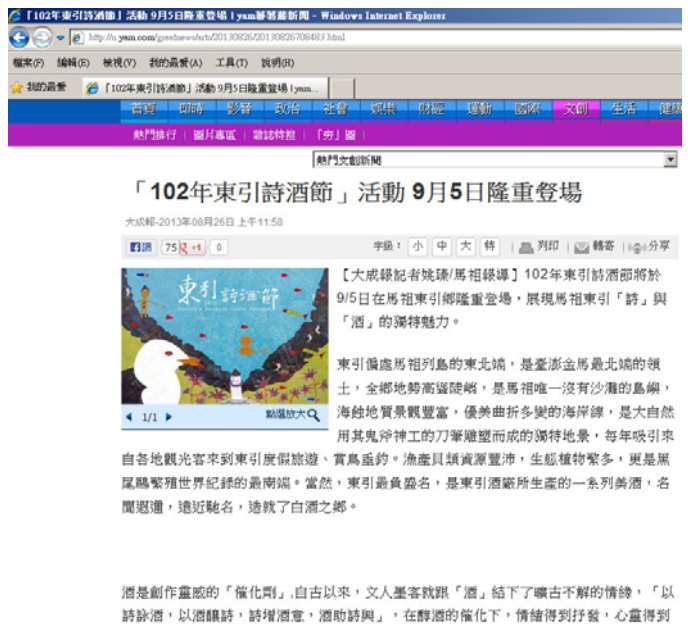 「102年東引詩酒節」活動 9月5日隆重登場 | yam蕃薯藤新聞 - Windows Internet Explorer
http://n.yam.com/greatnews/arts/20130826/20130826708483.html
檔案(F) 編輯(E) 檢視(V) 我的最愛(A) 工具(T) 說明(H)
我的最愛 「102年東引詩酒節」活動 9月5日隆重登場 | yam...
首頁 即時 影音 政治 社會 娛樂 財經 運動 國際 文創 生活 健康
熱門排行 | 圖片專區 | 雜誌特推 | 「夯」圖 |
熱門文創新聞
「102年東引詩酒節」活動 9月5日隆重登場
大成報-2013年08月26日 上午11:58
讚 75 +1 0 字級： 小 中 大 特 | 列印 | 轉寄 | 分享
東引詩酒節
1/1 點選放大
【大成報記者姚臻/馬祖報導】102年東引詩酒節將於
9/5日在馬祖東引鄉隆重登場，展現馬祖東引「詩」與
「酒」的獨特魅力。
東引僻處馬祖列島的東北端，是臺澎金馬最北端的領
土，全鄉地勢高聳陡峭，是馬祖唯一沒有沙灘的島嶼，
海蝕地質景觀豐富，優美曲折多變的海岸線，是大自然
用其鬼斧神工的刀筆雕塑而成的獨特地景，每年吸引來
自各地觀光客來到東引度假旅遊、賞鳥垂釣。漁產貝類資源豐沛，生態植物繁多，更是黑
尾鷗繁殖世界紀錄的最南端。當然，東引最負盛名，是東引酒廠所生產的一系列美酒，名
聞遐邇，遠近馳名，造就了白酒之鄉。
酒是創作靈感的「催化劑」,自古以來，文人墨客就跟「酒」結下了曠古不解的情緣，「以
詩詠酒，以酒釀詩，詩增酒意，酒助詩興」，在醇酒的催化下，情緒得到抒發，心靈得到